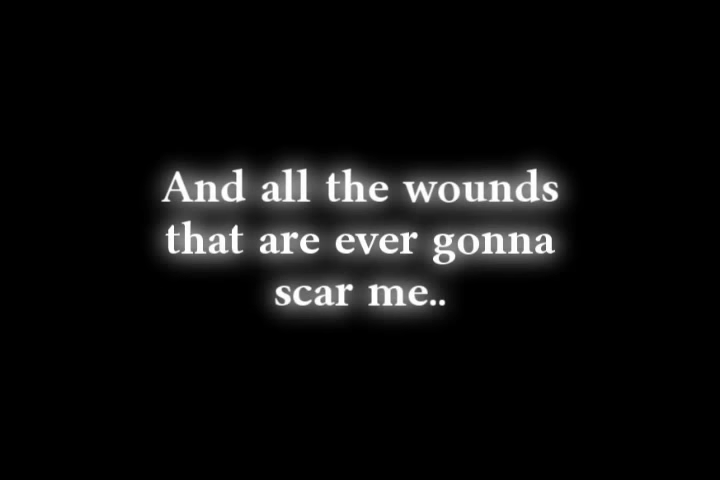 And all the wounds
that are ever gonna
scar me..